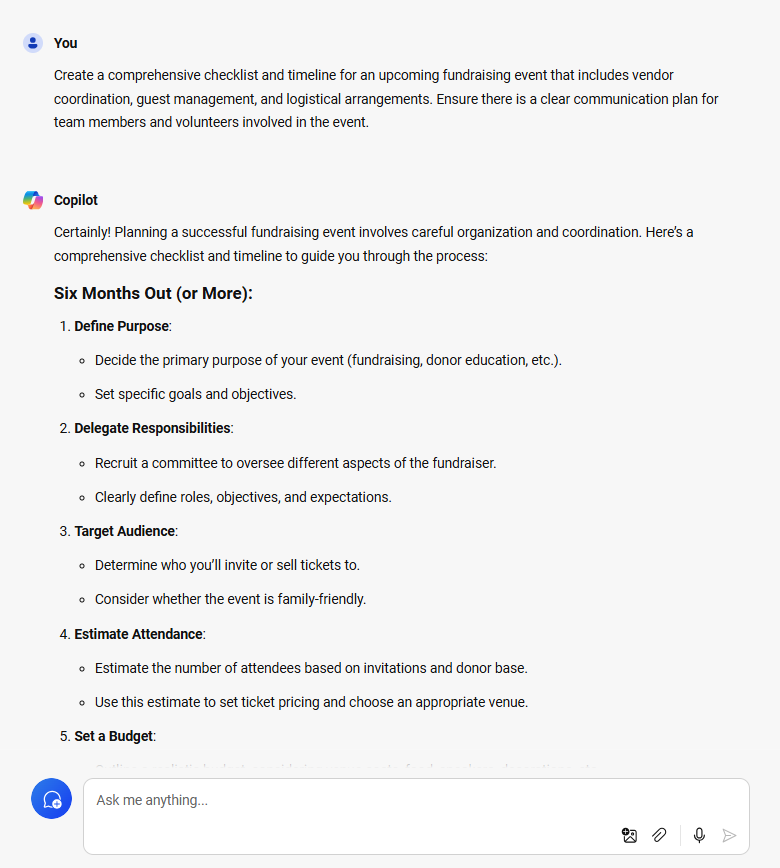 You
Create a comprehensive checklist and timeline for an upcoming fundraising event that includes vendor
coordination, guest management, and logistical arrangements. Ensure there is a clear communication plan for
team members and volunteers involved in the event.
Copilot
Certainly! Planning a successful fundraising event involves careful organization and coordination. Here’s a
comprehensive checklist and timeline to guide you through the process:
Six Months Out (or More):
1. Define Purpose:
Decide the primary purpose of your event (fundraising, donor education, etc.).
Set specific goals and objectives.
2. Delegate Responsibilities:
Recruit a committee to oversee different aspects of the fundraiser.
Clearly define roles, objectives, and expectations.
3. Target Audience:
Determine who you’ll invite or sell tickets to.
Consider whether the event is family-friendly.
4. Estimate Attendance:
Estimate the number of attendees based on invitations and donor base.
Use this estimate to set ticket pricing and choose an appropriate venue.
5. Set a Budget:
Ask me anything...